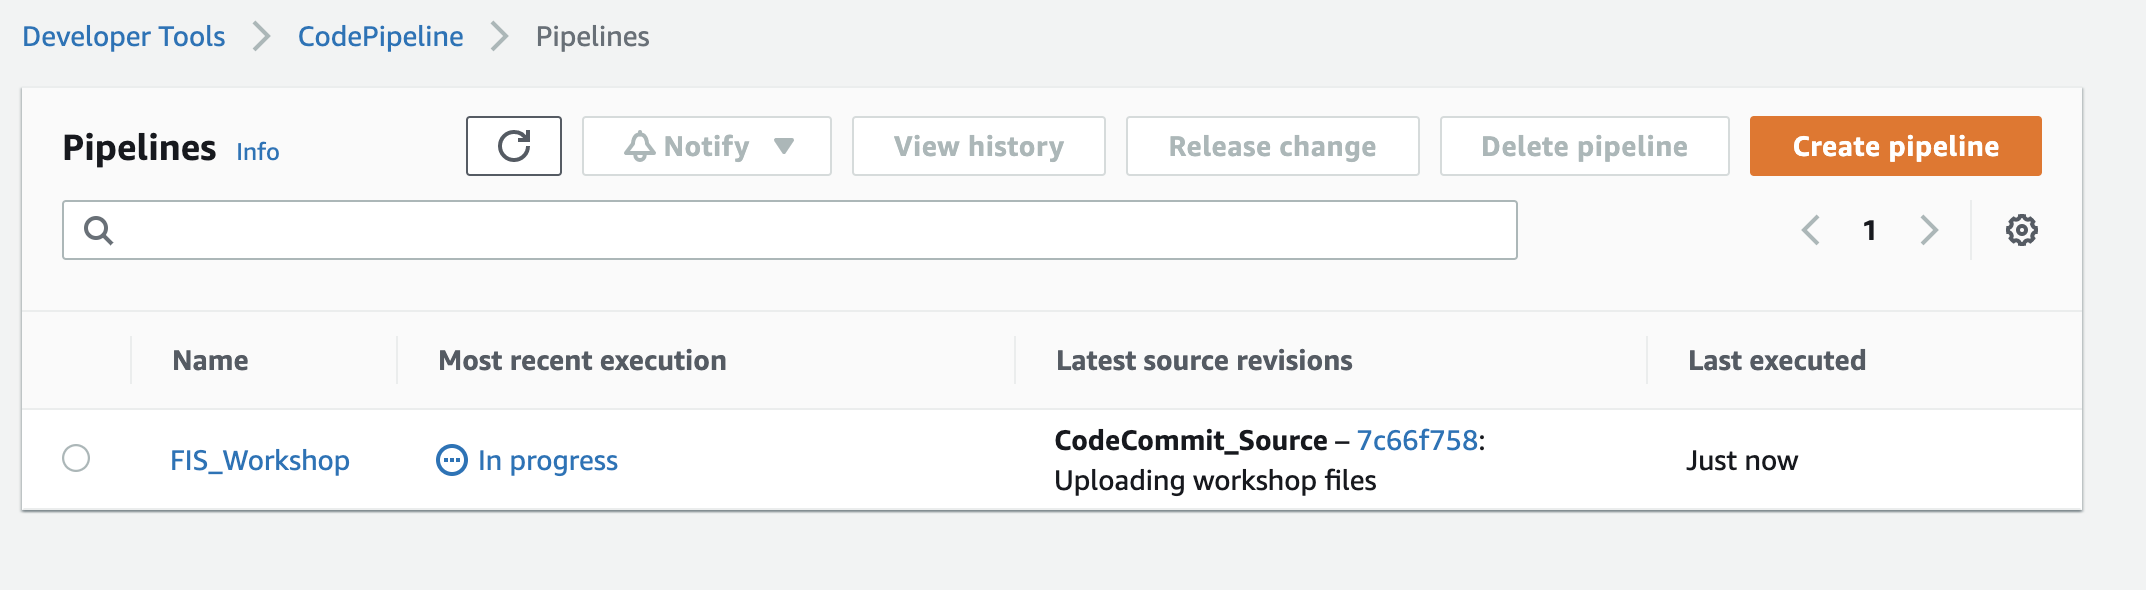 Developer Tools > CodePipeline > Pipelines
Pipelines Info Notify View history Release change Delete pipeline Create pipeline
1
Name Most recent execution Latest source revisions Last executed
FIS_Workshop In progress CodeCommit_Source – 7c66f758: Just now
Uploading workshop files